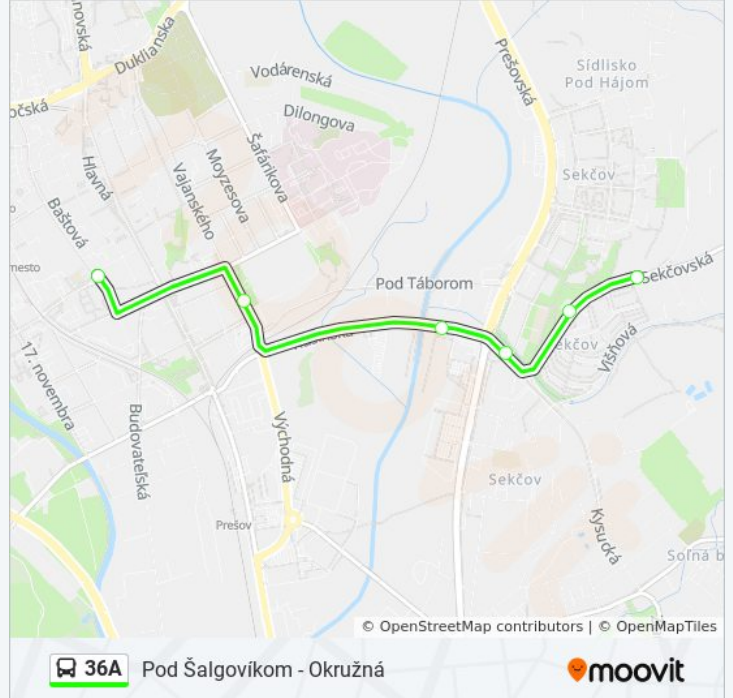 novská
Duklianska
Prešovská
Sídlisko
Pod Hájom
Vodárenská
očská
Dilongova
Šafárikova
Hlavná
Moyzesova
Vajanského
Sekčov
Baštová
mesto
Sekčovská
Pod Táborom
ekčov
Višňová
17. novembra
Budovateľská
Východná
Sekčov
Prešov
Kysucká
Soľná b
© OpenStreetMap contributors | © OpenMapTiles
36A Pod Šalgovíkom - Okružná
moovit